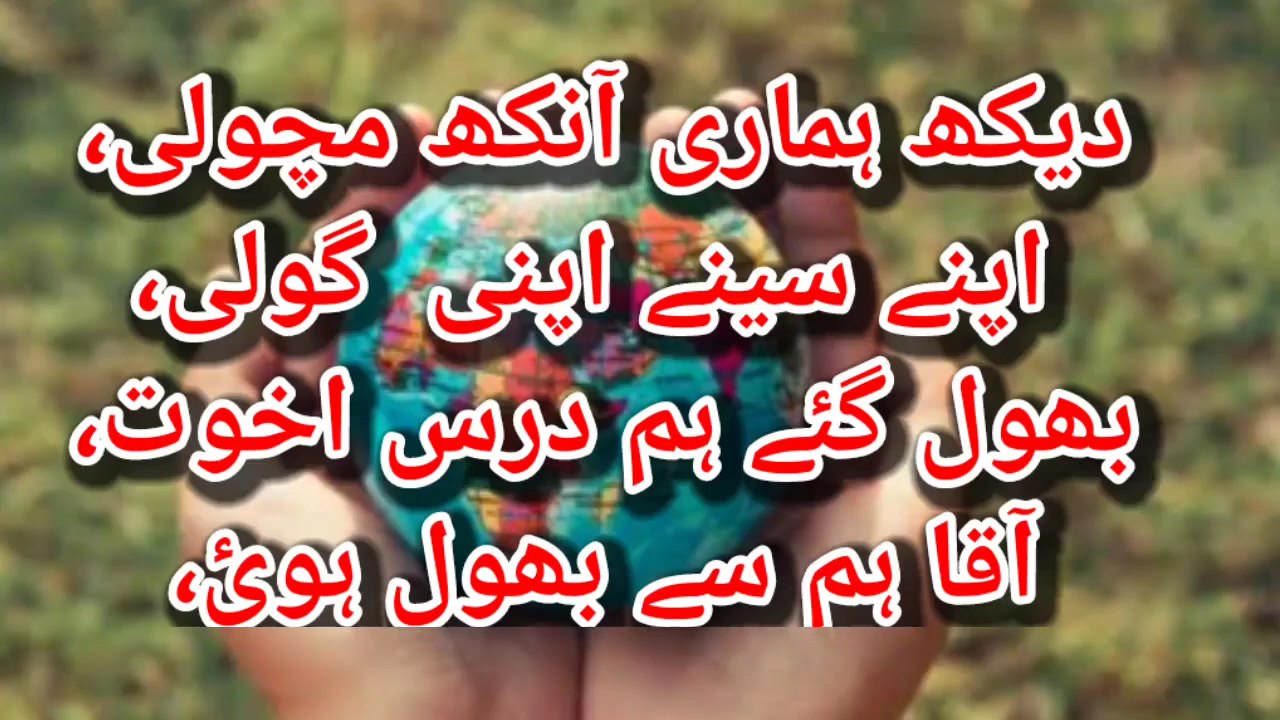 دیکھ ہماری آنکھ مچولی،
اپنے سینے اپنی گولی،
بھول گئے ہم درس اخوت،
آقا ہم سے بھول ہوئ،